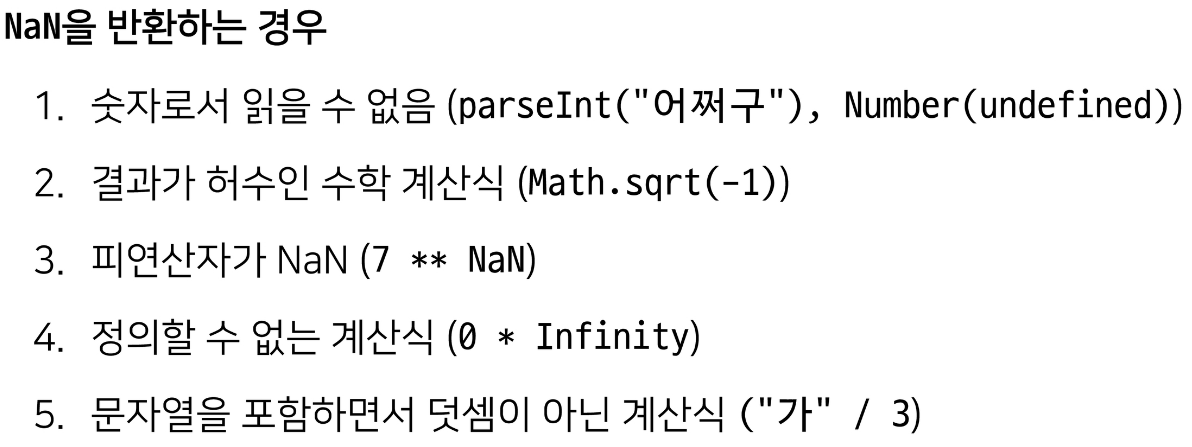 NaN을 반환하는 경우
1. 숫자로서 읽을 수 없음 (parseInt("어쩌구"), Number(undefined))
2. 결과가 허수인 수학 계산식 (Math.sqrt(-1))
3. 피연산자가 NaN (7 ** NaN)
4. 정의할 수 없는 계산식 (0 * Infinity)
5. 문자열을 포함하면서 덧셈이 아닌 계산식 ("가" / 3)